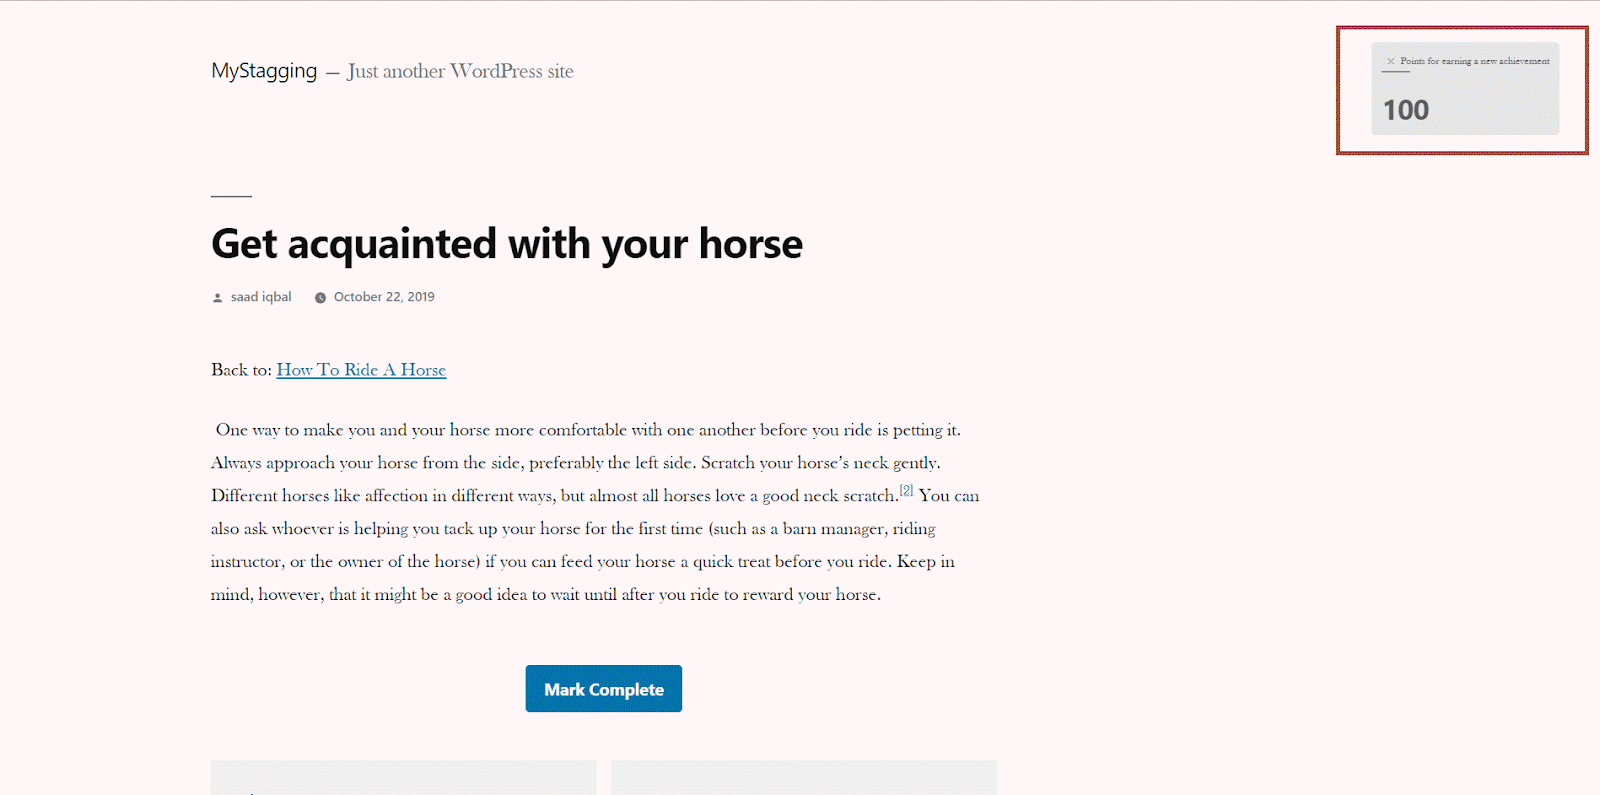 MyStagging — Just another WordPress site
× Points for earning a new achievement
100
Get acquainted with your horse
saad iqbal October 22, 2019
Back to: How To Ride A Horse
One way to make you and your horse more comfortable with one another before you ride is petting it.
Always approach your horse from the side, preferably the left side. Scratch your horse’s neck gently.
Different horses like affection in different ways, but almost all horses love a good neck scratch.[2] You can
also ask whoever is helping you tack up your horse for the first time (such as a barn manager, riding
instructor, or the owner of the horse) if you can feed your horse a quick treat before you ride. Keep in
mind, however, that it might be a good idea to wait until after you ride to reward your horse.
Mark Complete